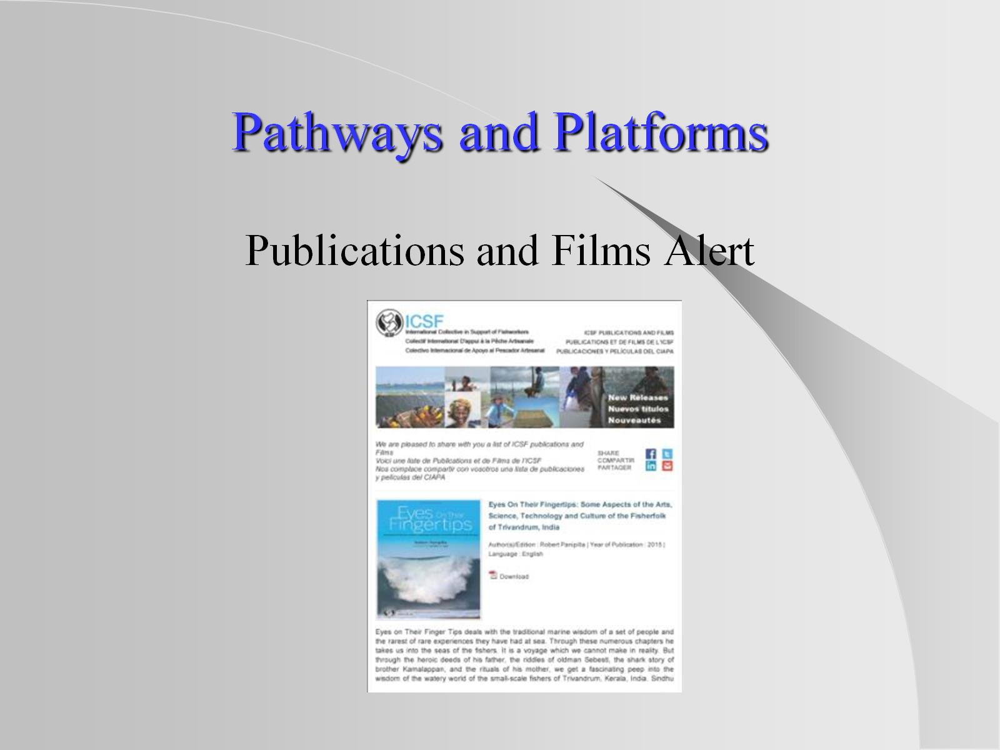 Pathways and Platforms
Publications and Films Alert
ICSF
International Collective in Support of Fishworkers
Collectif International D'appui à la Pêche Artisanale
Colectivo Internacional de Apoyo al Pescador Artesanal
ICSF PUBLICATIONS AND FILMS
PUBLICATIONS ET DE FILMS DE L'ICSF
PUBLICACIONES Y PELÍCULAS DEL CIAPA
New Releases
Nuevos títulos
Nouveautés
We are pleased to share with you a list of ICSF publications and
Films
Voici une liste de Publications et de Films de l'ICSF
Nos complace compartir con vosotros una lista de publicaciones
y películas del CIAPA
SHARE
COMPARTIR
PARTAGER
Eyes On Their
Fingertips
Eyes On Their Fingertips: Some Aspects of the Arts,
Science, Technology and Culture of the Fisherfolk
of Trivandrum, India
Author(s)/Edition : Robert Panipilla | Year of Publication : 2015 |
Language : English
Download
Eyes on Their Finger Tips deals with the traditional marine wisdom of a set of people and
the rarest of rare experiences they have had at sea. Through these numerous chapters he
takes us into the seas of the fishers. It is a voyage which we cannot make in reality. But
through the heroic deeds of his father, the riddles of oldman Sebesti, the shark story of
brother Kamalappan, and the rituals of his mother, we get a fascinating peep into the
wisdom of the watery world of the small-scale fishers of Trivandrum, Kerala, India. Sindhu